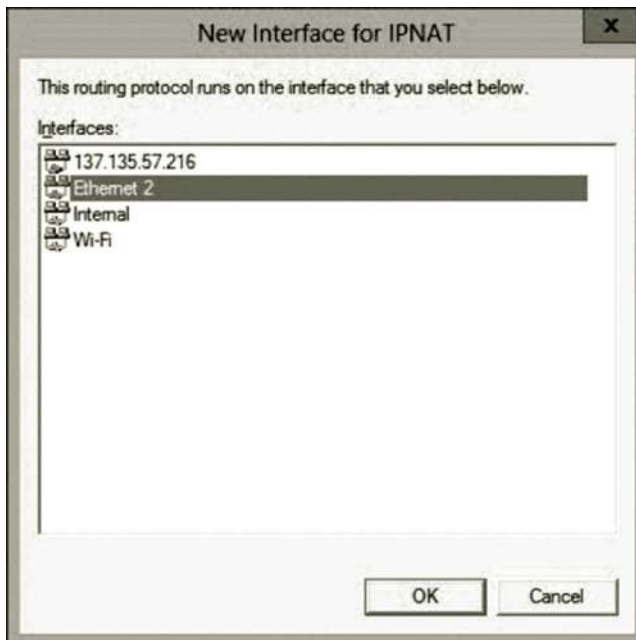 New Interface for IPNAT
x
This routing protocol runs on the interface that you select below.
Interfaces:
137.135.57.216
Ethernet 2
Internal
Wi-Fi
OK
Cancel